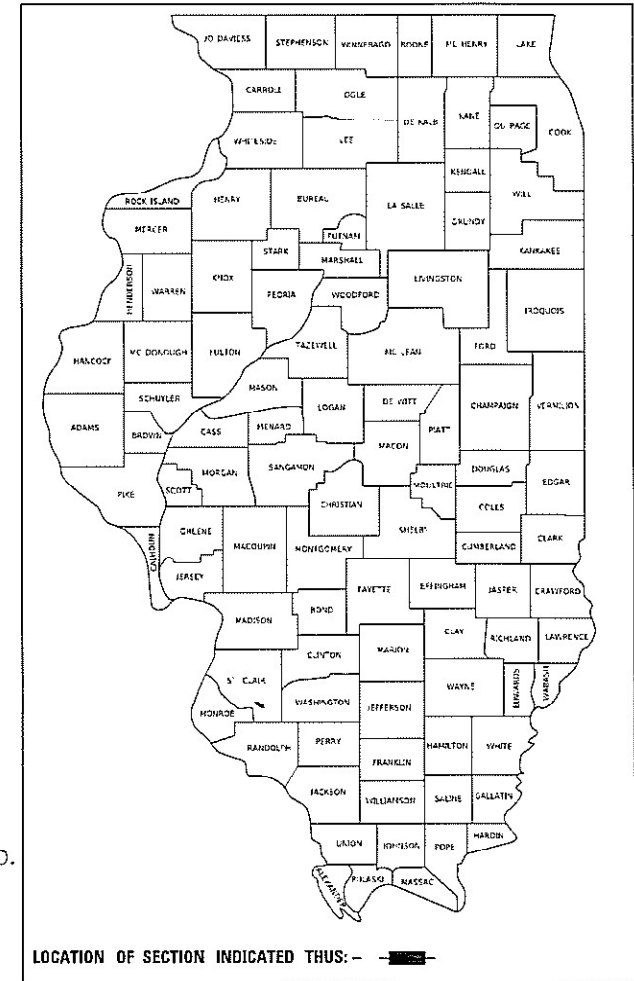 JO DAVIESS STEPHENSON WINNEBAGO BOONE MC HENRY LAKE
CARROLL OGLE DE KALB KANE DU PAGE COOK
WHITESIDE LEE
KENDALL
ROCK ISLAND HENRY BUREAU LA SALLE GRUNDY WILL
MERCER PUTNAM
STARK MARSHALL KANKAKEE
HENDERSON WARREN KNOX PEORIA WOODFORD LIVINGSTON IROQUOIS
HANCOCK MC DONOUGH FULTON TAZEWELL MC LEAN FORD
SCHUYLER MASON LOGAN DE WITT CHAMPAIGN VERMILION
ADAMS BROWN CASS MENARD MACON PIATT
PIKE SCOTT MORGAN SANGAMON DOUGLAS EDGAR
CHRISTIAN MOULTRIE COLES
CALHOUN GREENE MACOUPIN MONTGOMERY SHELBY CUMBERLAND CLARK
JERSEY FAYETTE EFFINGHAM JASPER CRAWFORD
MADISON BOND CLAY RICHLAND LAWRENCE
CLINTON MARION
ST CLAIR WASHINGTON WAYNE EDWARDS WABASH
MONROE JEFFERSON
RANDOLPH PERRY HAMILTON WHITE
FRANKLIN
JACKSON WILLIAMSON SALINE GALLATIN
UNION JOHNSON POPE HARDIN
ALEXANDER PULASKI MASSAC
LOCATION OF SECTION INDICATED THUS: -